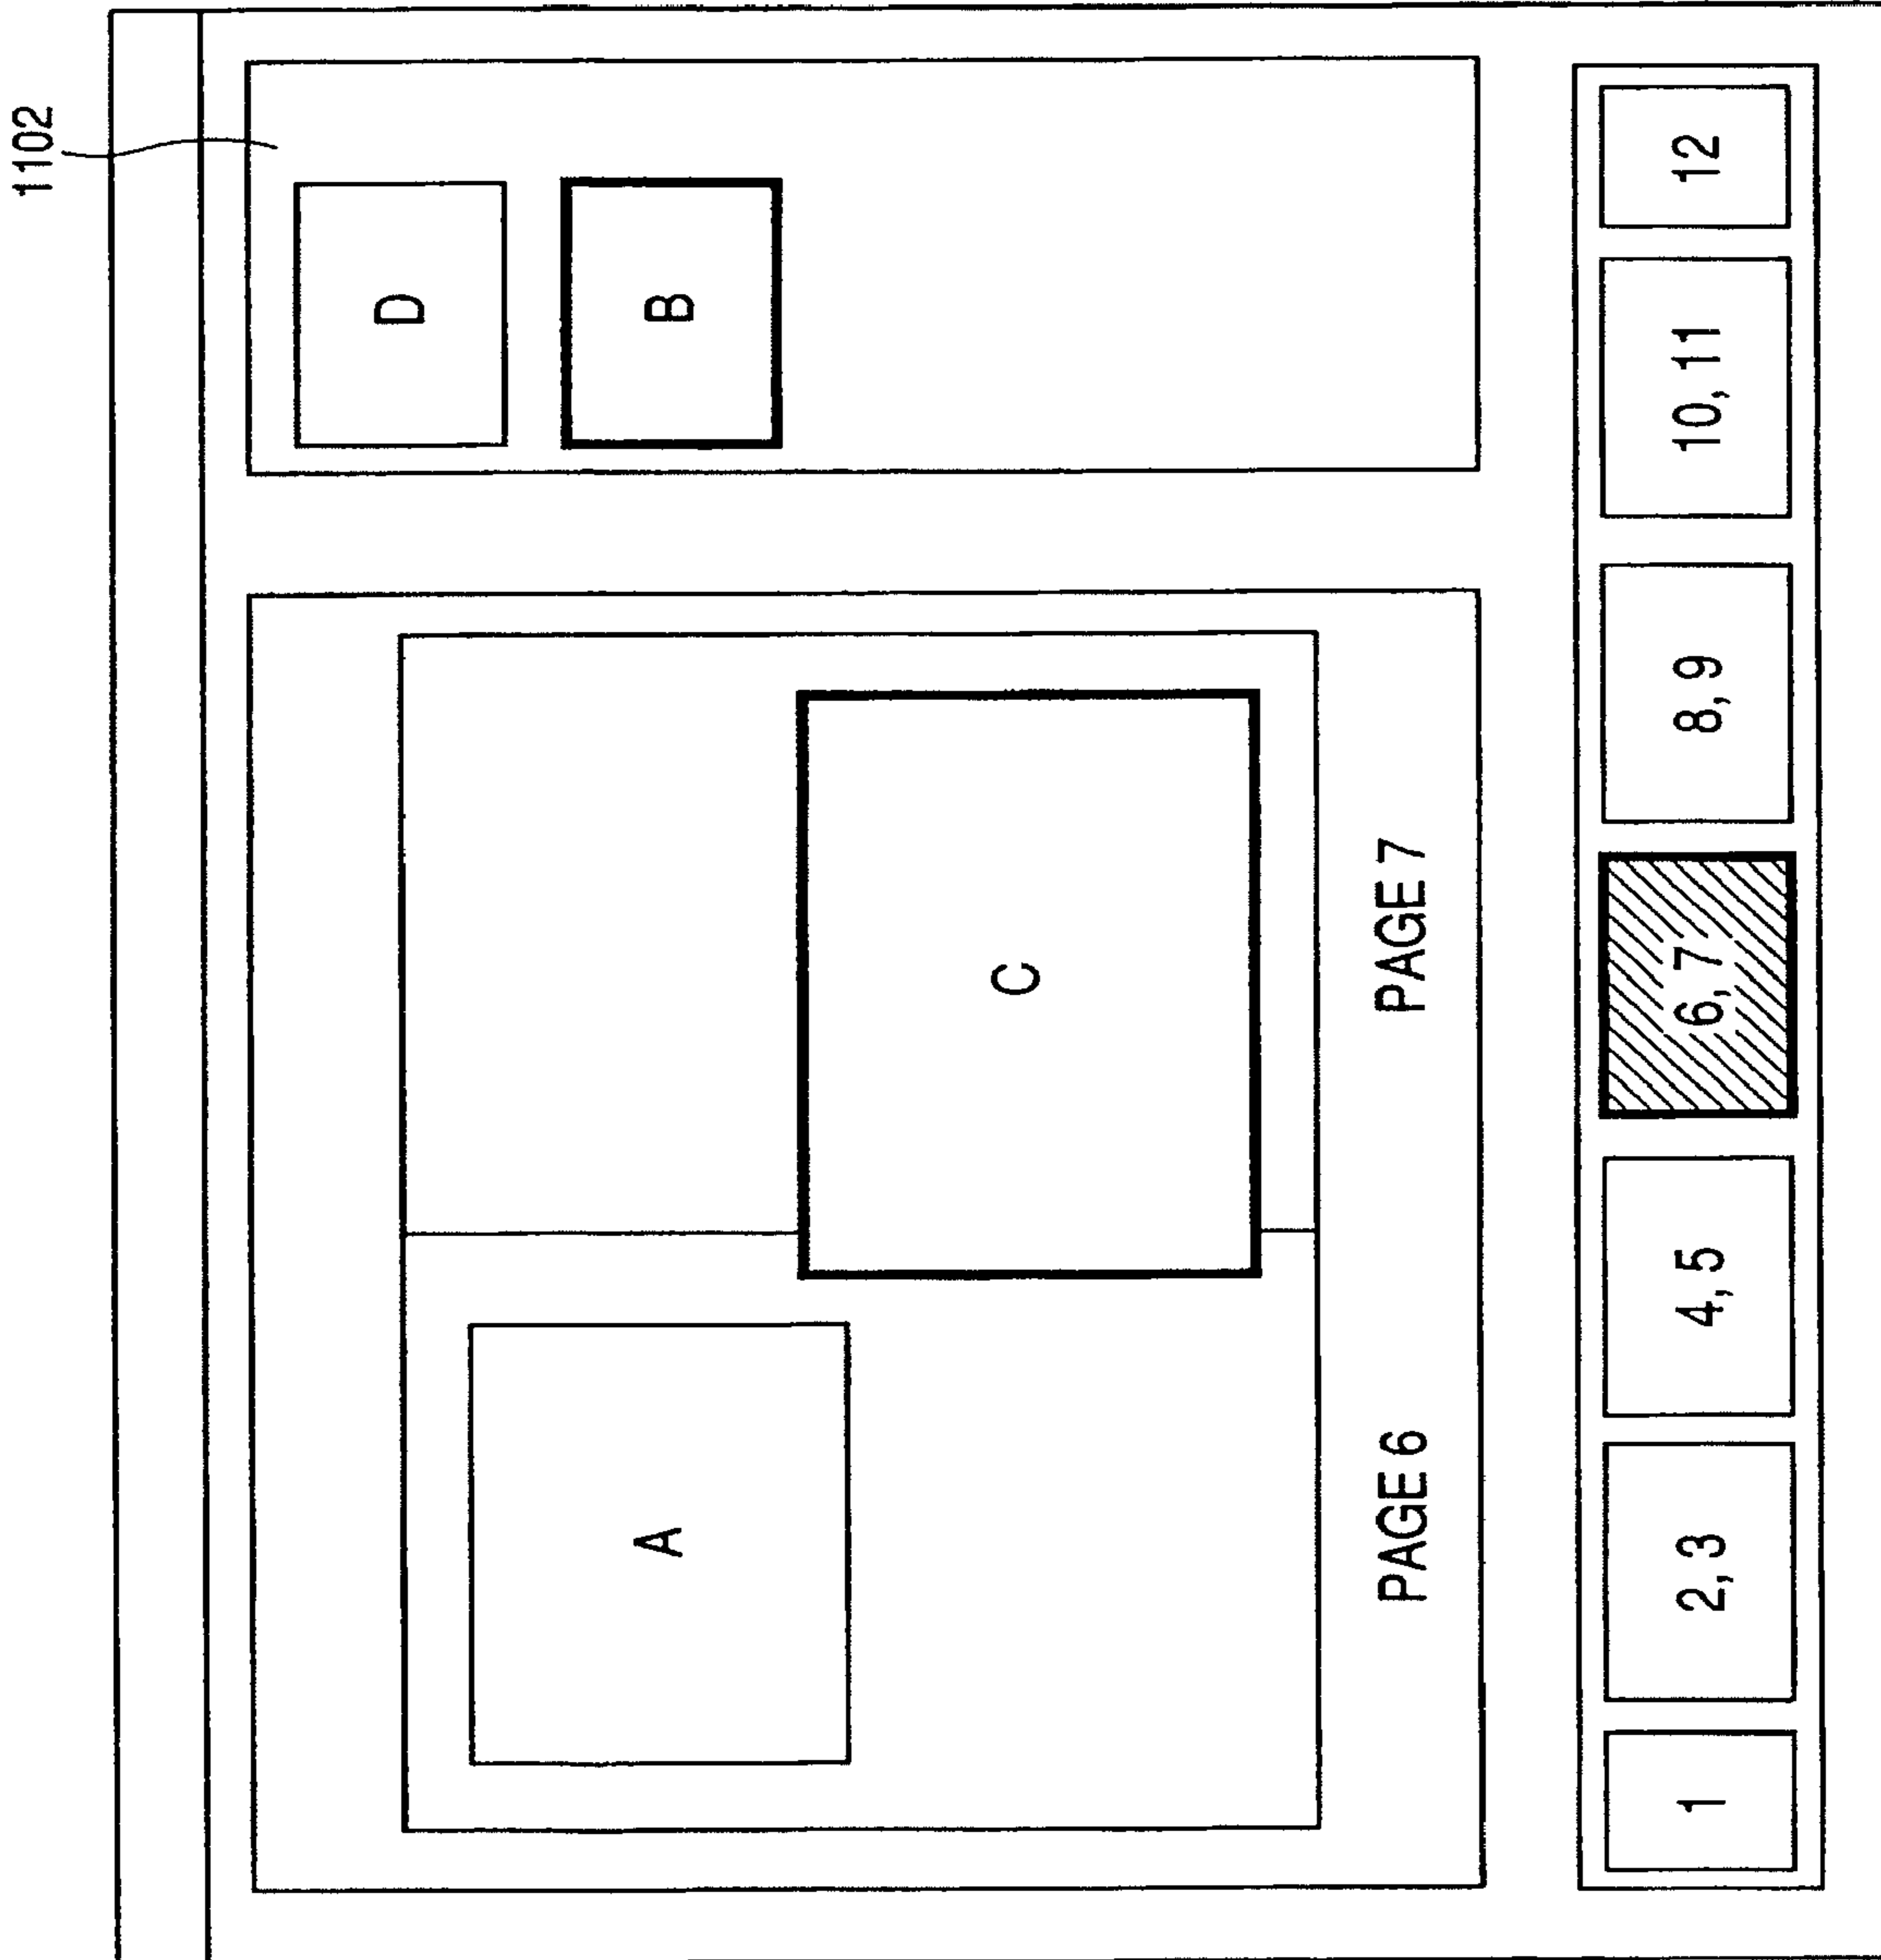 1102
D
B
A
C
PAGE 6
PAGE 7
1
2, 3
4, 5
6, 7
8, 9
10, 11
12